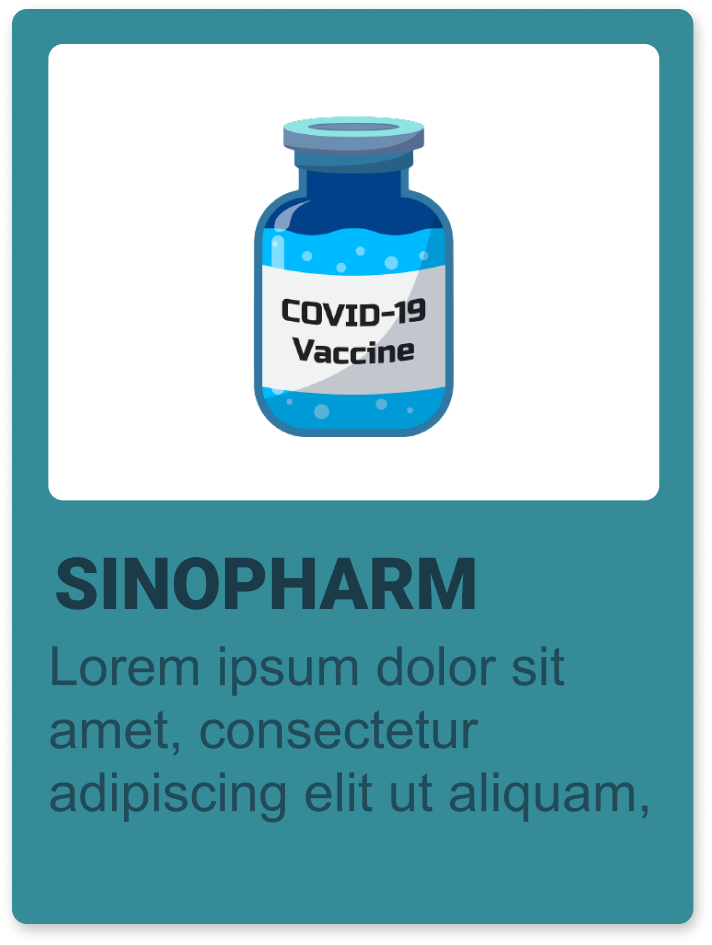 COVID-19
Vaccine
SINOPHARM
Lorem ipsum dolor sit
amet, consectetur
adipiscing elit ut aliquam,